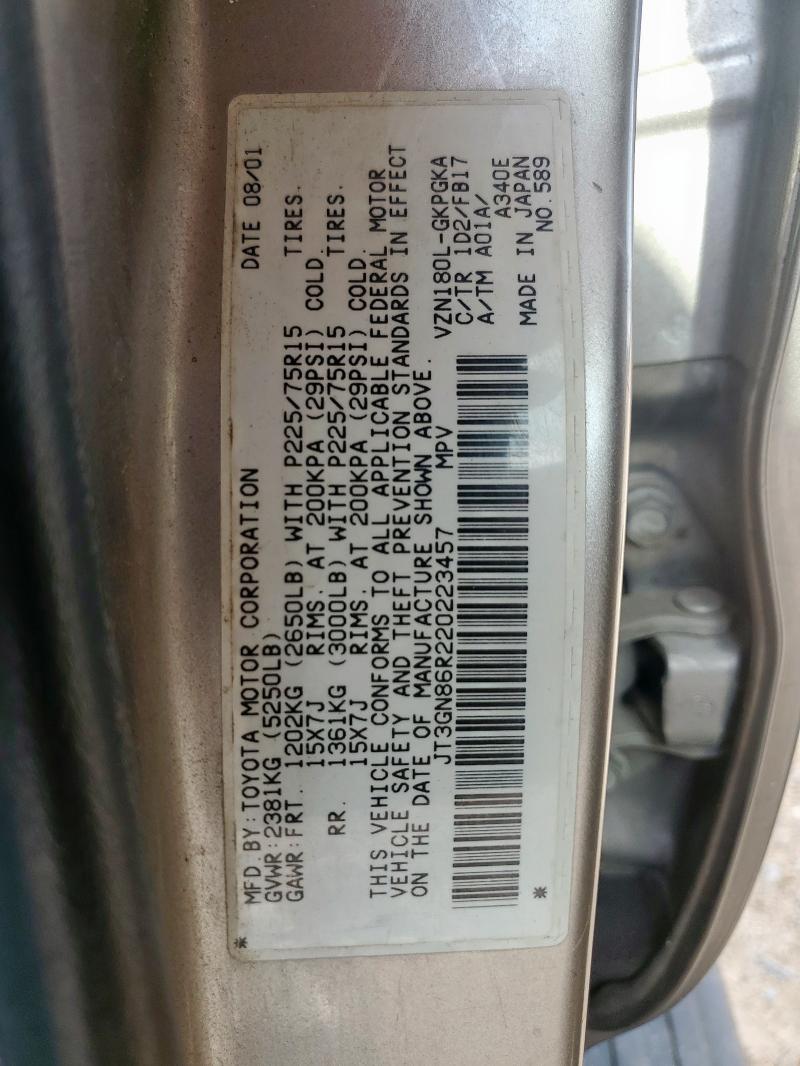 MFD.BY:TOYOTA MOTOR CORPORATION DATE 08/01
GVWR:2381KG (5250LB)
GAWR:FRT. 1202KG (2650LB) WITH P225/75R15 TIRES.
15X7J RIMS. AT 200KPA (29PSI) COLD.
RR. 1361KG (3000LB) WITH P225/75R15 TIRES.
15X7J RIMS. AT 200KPA (29PSI) COLD.
THIS VEHICLE CONFORMS TO ALL APPLICABLE FEDERAL MOTOR
VEHICLE SAFETY AND THEFT PREVENTION STANDARDS IN EFFECT
ON THE DATE OF MANUFACTURE SHOWN ABOVE.
JT3GN86R220223457 MPV VZN180L-GKPGKA
C/TR 1D2/FB17
A/TM A01A/ A340E
MADE IN JAPAN
NO.589